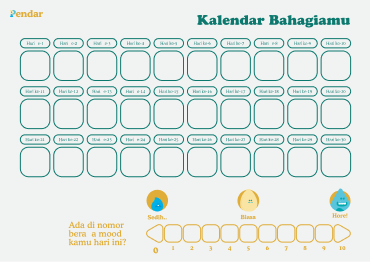 Pendar
Kalendar Bahagiamu
Hari ke-1 Hari ke-2 Hari ke-3 Hari ke-4 Hari ke-5 Hari ke-6 Hari ke-7 Hari ke-8 Hari ke-9 Hari ke-10
Hari ke-11 Hari ke-12 Hari ke-13 Hari ke-14 Hari ke-15 Hari ke-16 Hari ke-17 Hari ke-18 Hari ke-19 Hari ke-20
Hari ke-21 Hari ke-22 Hari ke-23 Hari ke-24 Hari ke-25 Hari ke-26 Hari ke-27 Hari ke-28 Hari ke-29 Hari ke-30
Sedih.. Biasa Hore!
Ada di nomor
bera a mood
kamu hari ini?
0 1 2 3 4 5 6 7 8 9 10